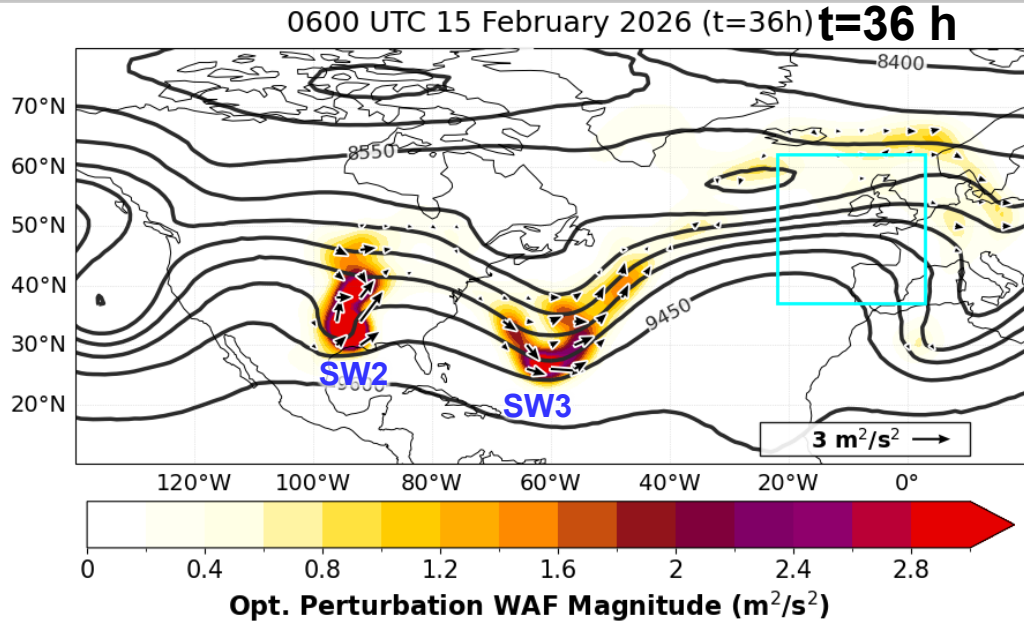 0600 UTC 15 February 2026 (t=36h)
t=36 h
8400
70°N
8550
60°N
50°N
40°N
9450
30°N
SW2
SW3
20°N
3 m²/s²
120°W 100°W 80°W 60°W 40°W 20°W 0°
0 0.4 0.8 1.2 1.6 2 2.4 2.8
Opt. Perturbation WAF Magnitude (m²/s²)